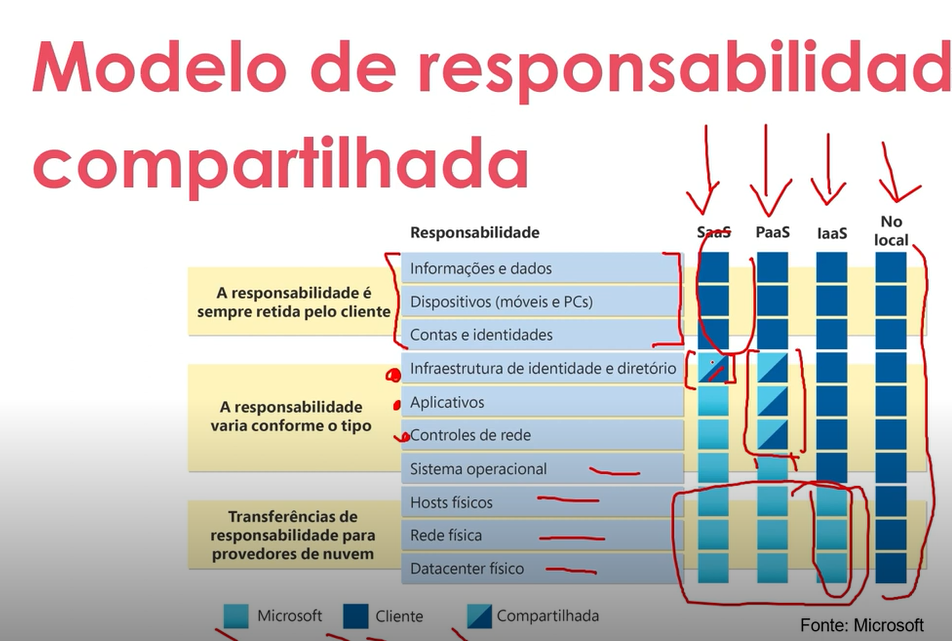 Modelo de responsabilidad
compartilhada
Responsabilidade
SaaS
PaaS
IaaS
No
local
A responsabilidade é
sempre retida pelo cliente
Informações e dados
Dispositivos (móveis e PCs)
Contas e identidades
A responsabilidade
varia conforme o tipo
Infraestrutura de identidade e diretório
Aplicativos
Controles de rede
Sistema operacional
Transferências de
responsabilidade para
provedores de nuvem
Hosts físicos
Rede física
Datacenter físico
Microsoft
Cliente
Compartilhada
Fonte: Microsoft